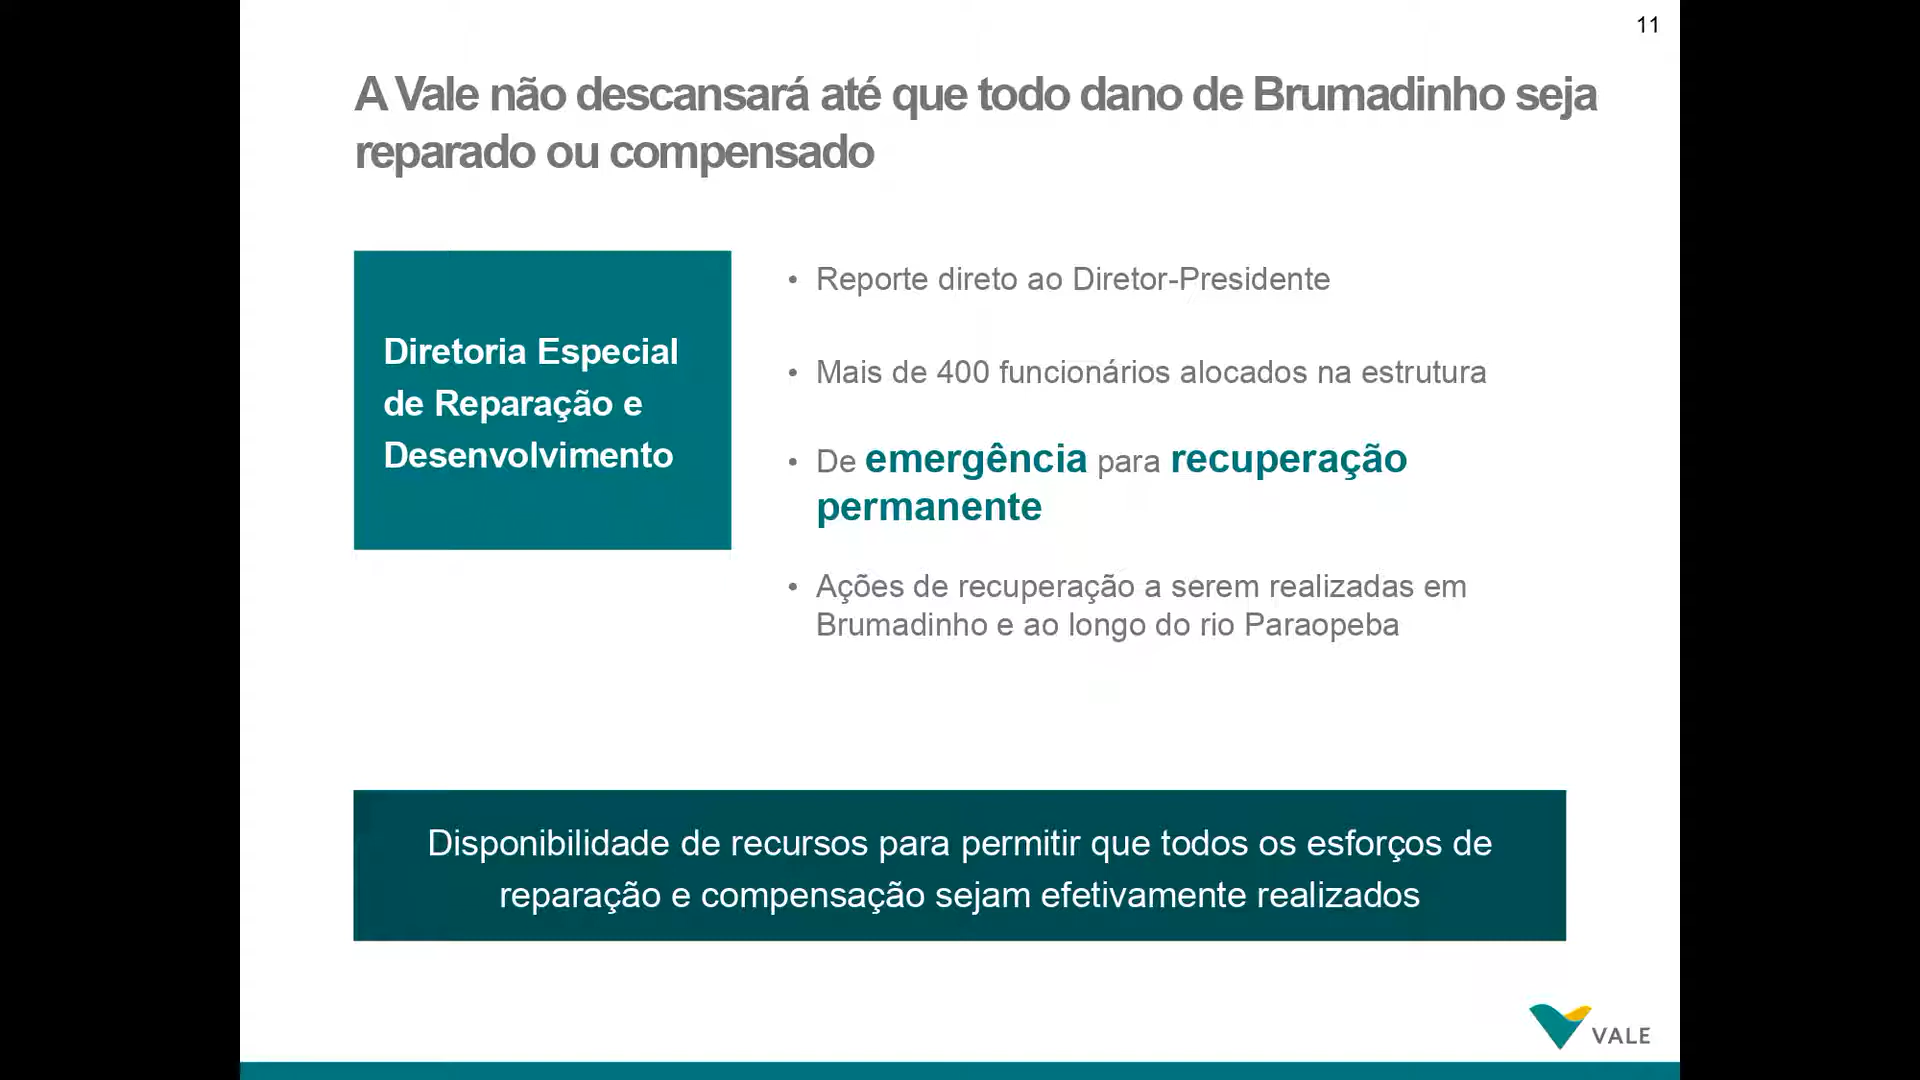 11
A Vale não descansará até que todo dano de Brumadinho seja
reparado ou compensado
Diretoria Especial
de Reparação e
Desenvolvimento
• Reporte direto ao Diretor-Presidente
• Mais de 400 funcionários alocados na estrutura
• De emergência para recuperação
permanente
• Ações de recuperação a serem realizadas em
Brumadinho e ao longo do rio Paraopeba
Disponibilidade de recursos para permitir que todos os esforços de
reparação e compensação sejam efetivamente realizados
VALE